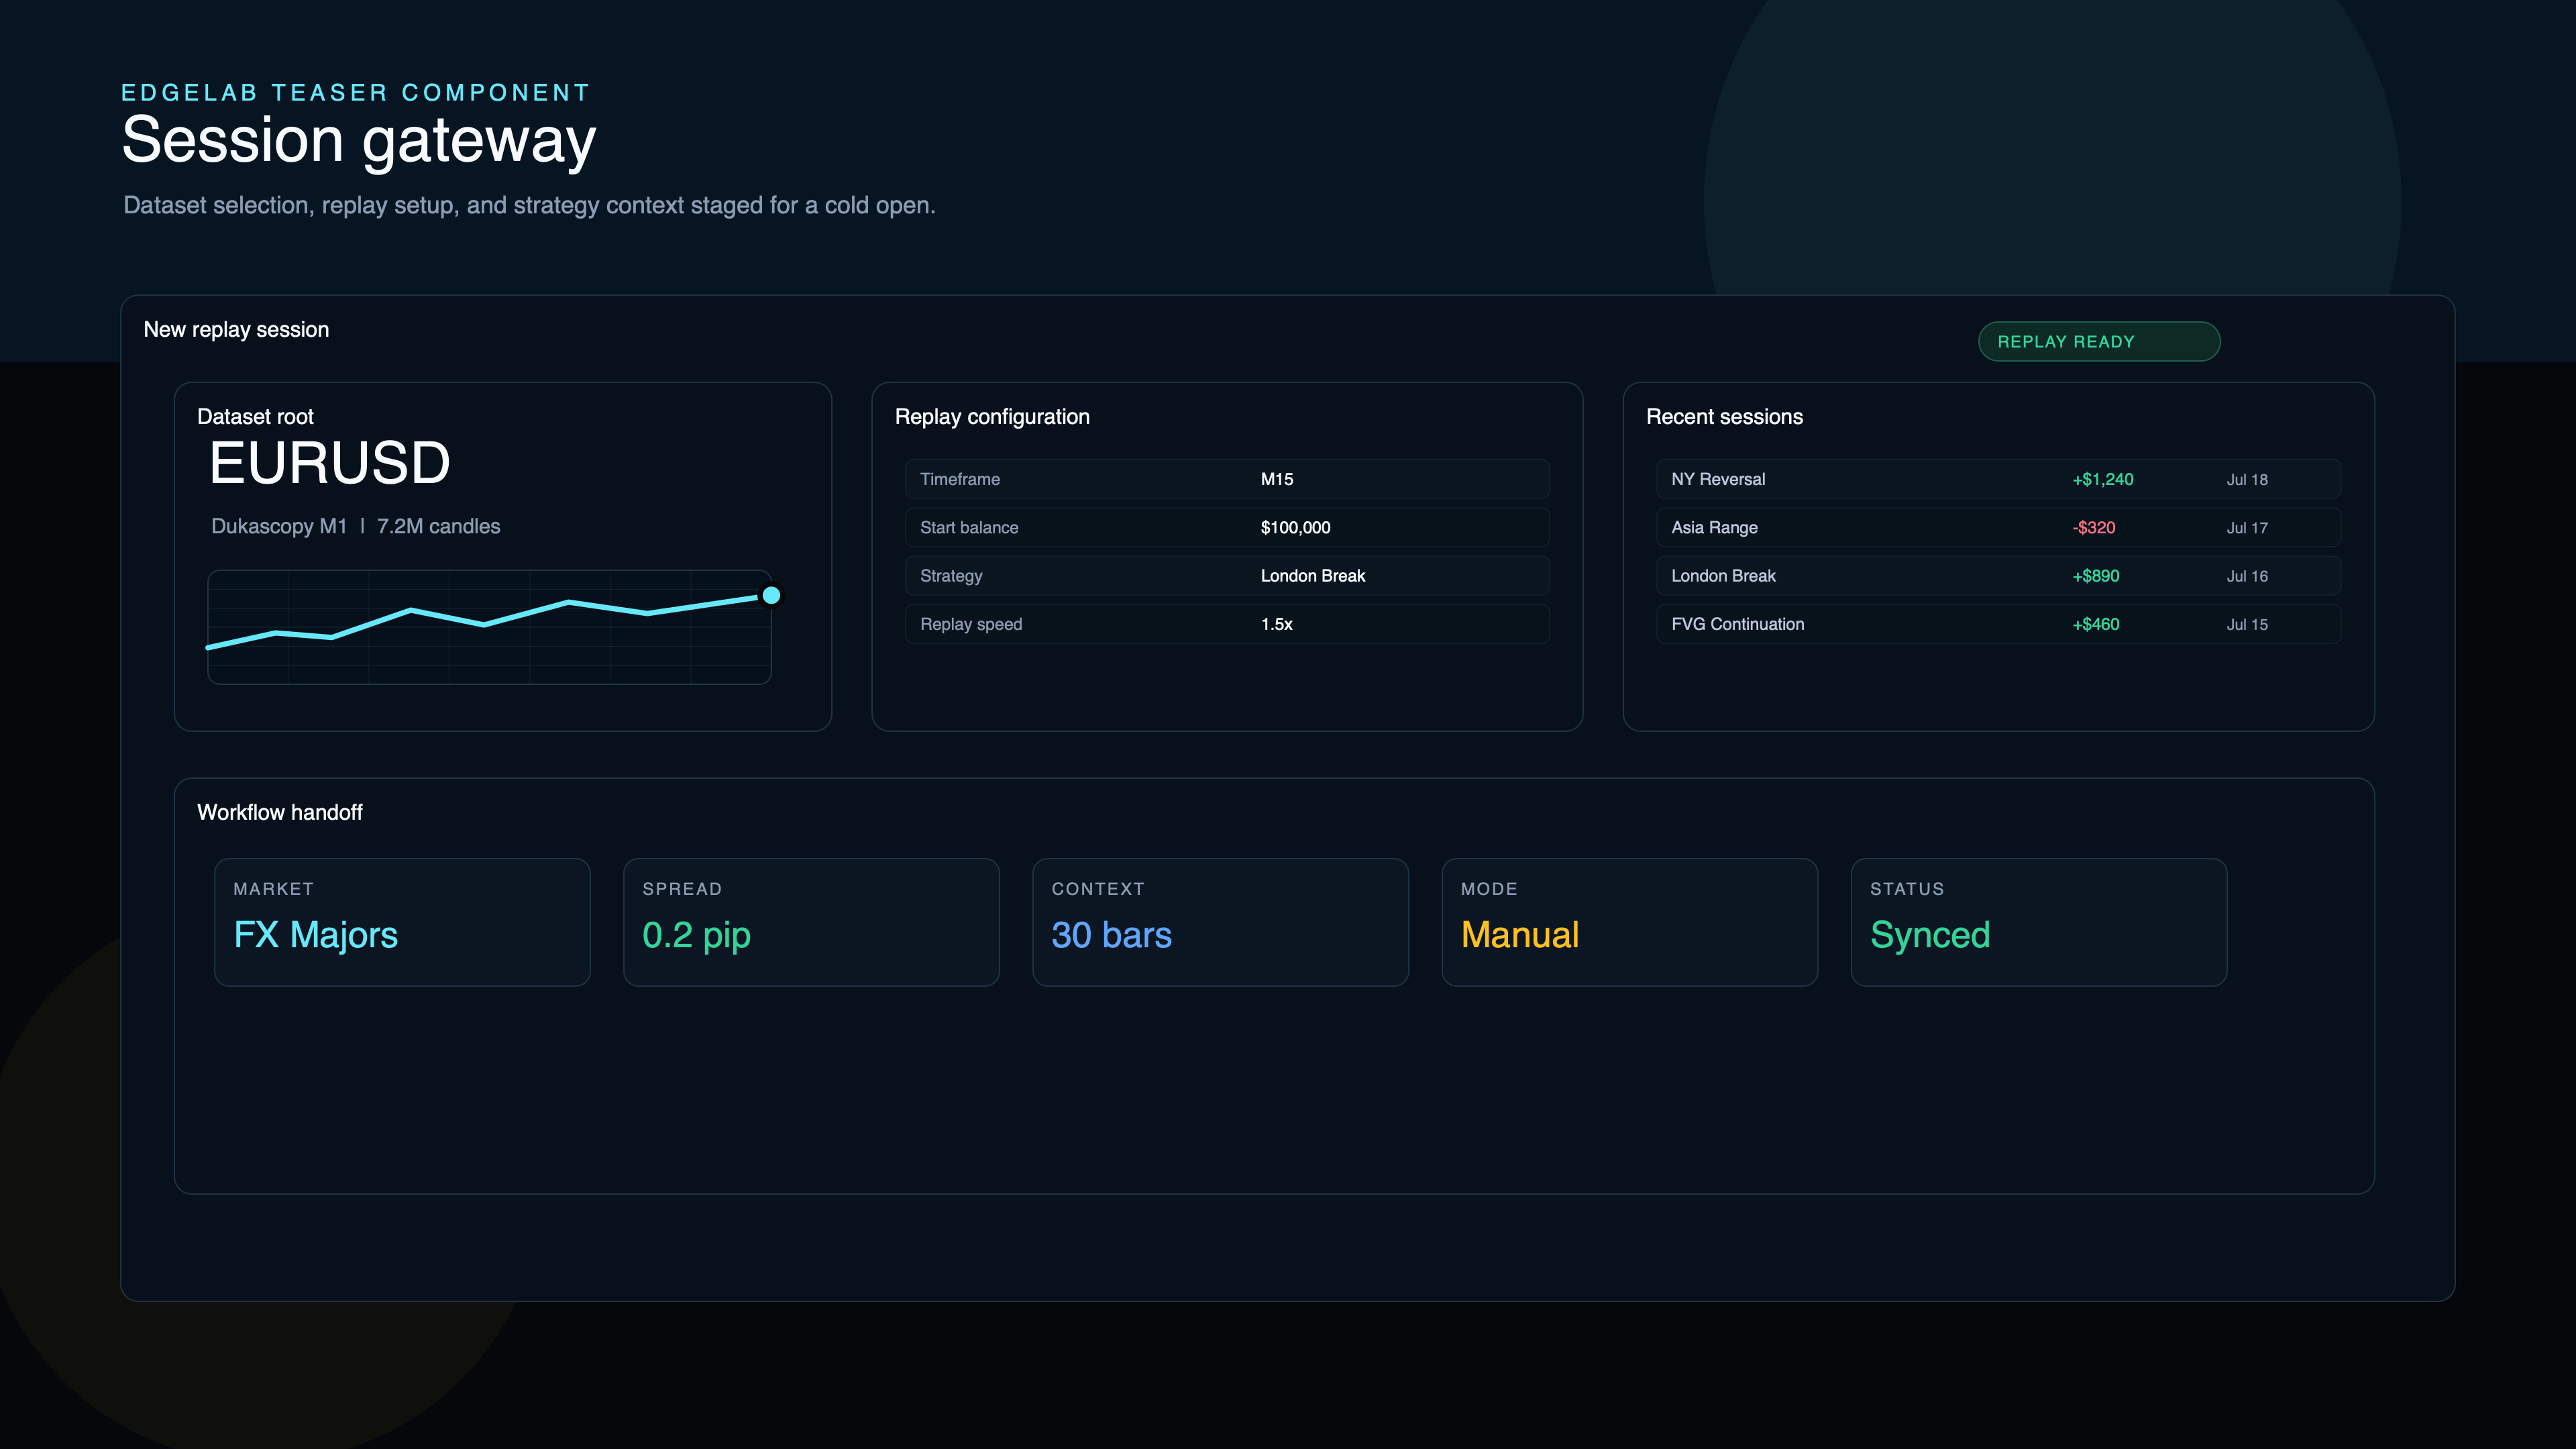 EDGELAB TEASER COMPONENT
Session gateway
Dataset selection, replay setup, and strategy context staged for a cold open.
New replay session
REPLAY READY
Dataset root
EURUSD
Dukascopy M1 | 7.2M candles
Replay configuration
Timeframe M15
Start balance $100,000
Strategy London Break
Replay speed 1.5x
Recent sessions
NY Reversal +$1,240 Jul 18
Asia Range -$320 Jul 17
London Break +$890 Jul 16
FVG Continuation +$460 Jul 15
Workflow handoff
MARKET
FX Majors
SPREAD
0.2 pip
CONTEXT
30 bars
MODE
Manual
STATUS
Synced